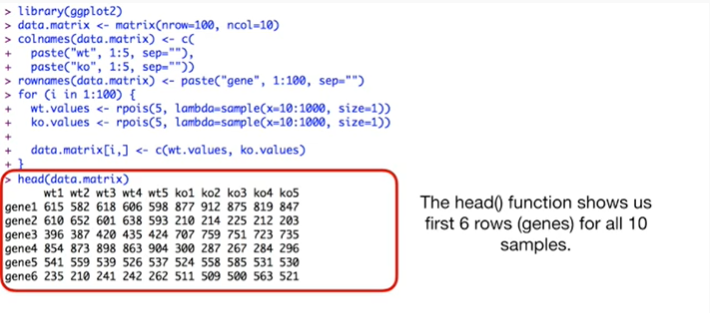 > library(ggplot2)
> data.matrix <- matrix(nrow=100, ncol=10)
> colnames(data.matrix) <- c(
+   paste("wt", 1:5, sep=""),
+   paste("ko", 1:5, sep=""))
> rownames(data.matrix) <- paste("gene", 1:100, sep="")
> for (i in 1:100) {
+   wt.values <- rpois(5, lambda=sample(x=10:1000, size=1))
+   ko.values <- rpois(5, lambda=sample(x=10:1000, size=1))
+
+   data.matrix[i,] <- c(wt.values, ko.values)
+ }
> head(data.matrix)
      wt1 wt2 wt3 wt4 wt5 ko1 ko2 ko3 ko4 ko5
gene1 615 582 618 606 598 877 912 875 819 847
gene2 610 652 601 638 593 210 214 225 212 203
gene3 396 387 420 435 424 707 759 751 723 735
gene4 854 873 898 863 904 300 287 267 284 296
gene5 541 559 539 526 537 524 558 585 531 530
gene6 235 210 241 242 262 511 509 500 563 521
The head() function shows us
first 6 rows (genes) for all 10
samples.